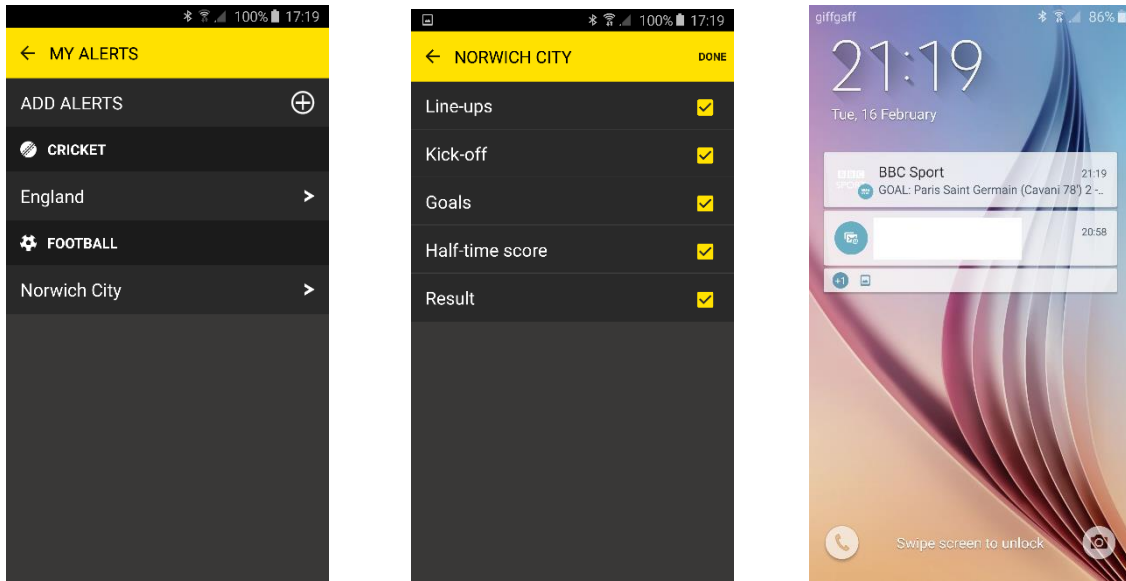 100% 17:19
MY ALERTS
ADD ALERTS
CRICKET
England
FOOTBALL
Norwich City
100% 17:19
NORWICH CITY DONE
Line-ups
Kick-off
Goals
Half-time score
Result
giffgaff 86%
21:19
Tue, 16 February
BBC Sport 21:19
GOAL: Paris Saint Germain (Cavani 78') 2 -...
20:58
+1
Swipe screen to unlock